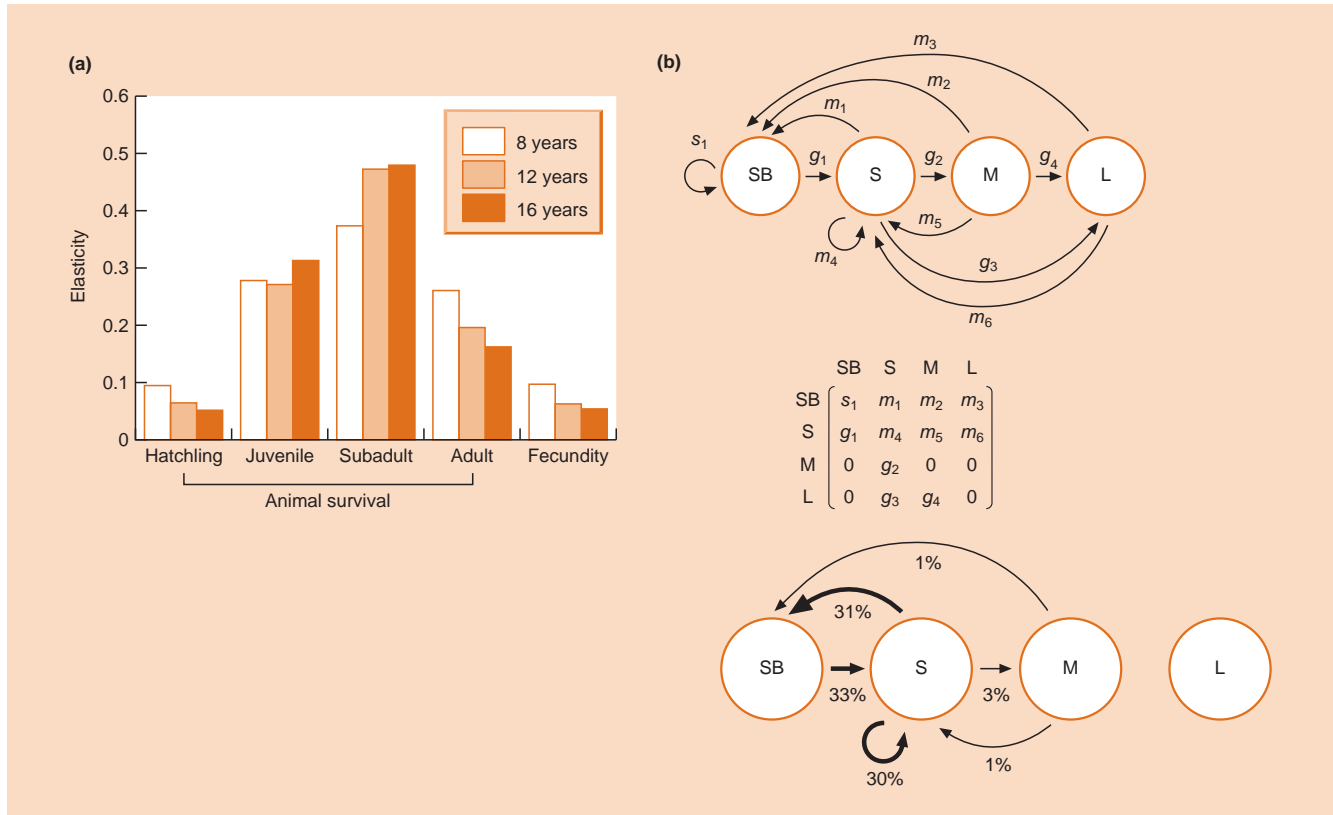 (a)
Elasticity
0.6
0.5
0.4
0.3
0.2
0.1
0
8 years
12 years
16 years
Hatchling Juvenile Subadult Adult Fecundity
Animal survival
(b)
m3
m2
m1
s1
SB g1 S g2 M g4 L
m5
m4
g3
m6
SB S M L
SB s1 m1 m2 m3
S g1 m4 m5 m6
M 0 g2 0 0
L 0 g3 g4 0
1%
31%
SB S M L
33% 3%
1%
30%